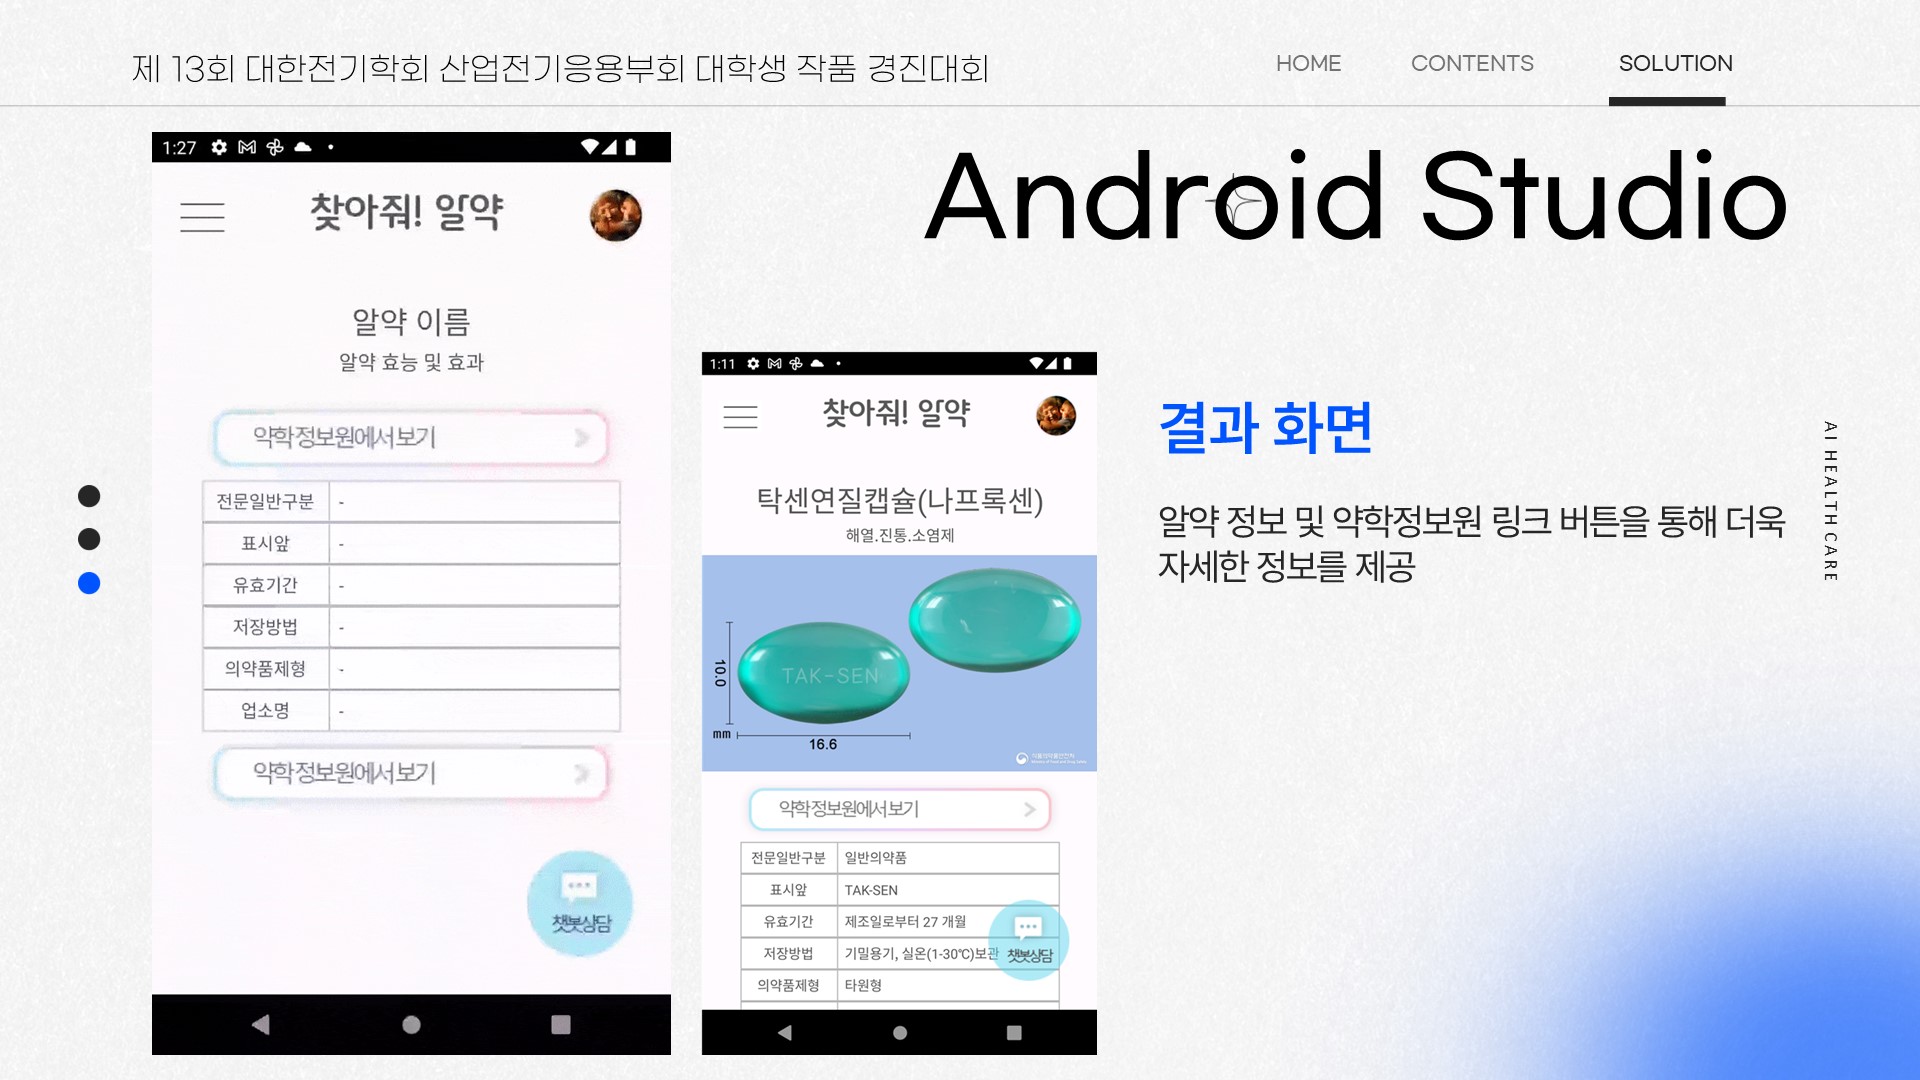 제 13회 대한전기학회 산업전기응용부회 대학생 작품 경진대회
HOME
CONTENTS
SOLUTION
Android Studio
1:27
찾아줘! 알약
알약 이름
알약 효능 및 효과
약학정보원에서보기
전문일반구분 -
표시앞 -
유효기간 -
저장방법 -
의약품제형 -
업소명 -
약학정보원에서보기
챗봇상담
1:11
찾아줘! 알약
탁센연질캡슐(나프록센)
해열.진통.소염제
TAK-SEN
10.0
mm
16.6
약학정보원에서보기
전문일반구분 일반의약품
표시앞 TAK-SEN
유효기간 제조일로부터 27 개월
저장방법 기밀용기, 실온(1-30℃)보관
의약품제형 타원형
챗봇상담
결과 화면
알약 정보 및 약학정보원 링크 버튼을 통해 더욱
자세한 정보를 제공
AI HEALTH CARE